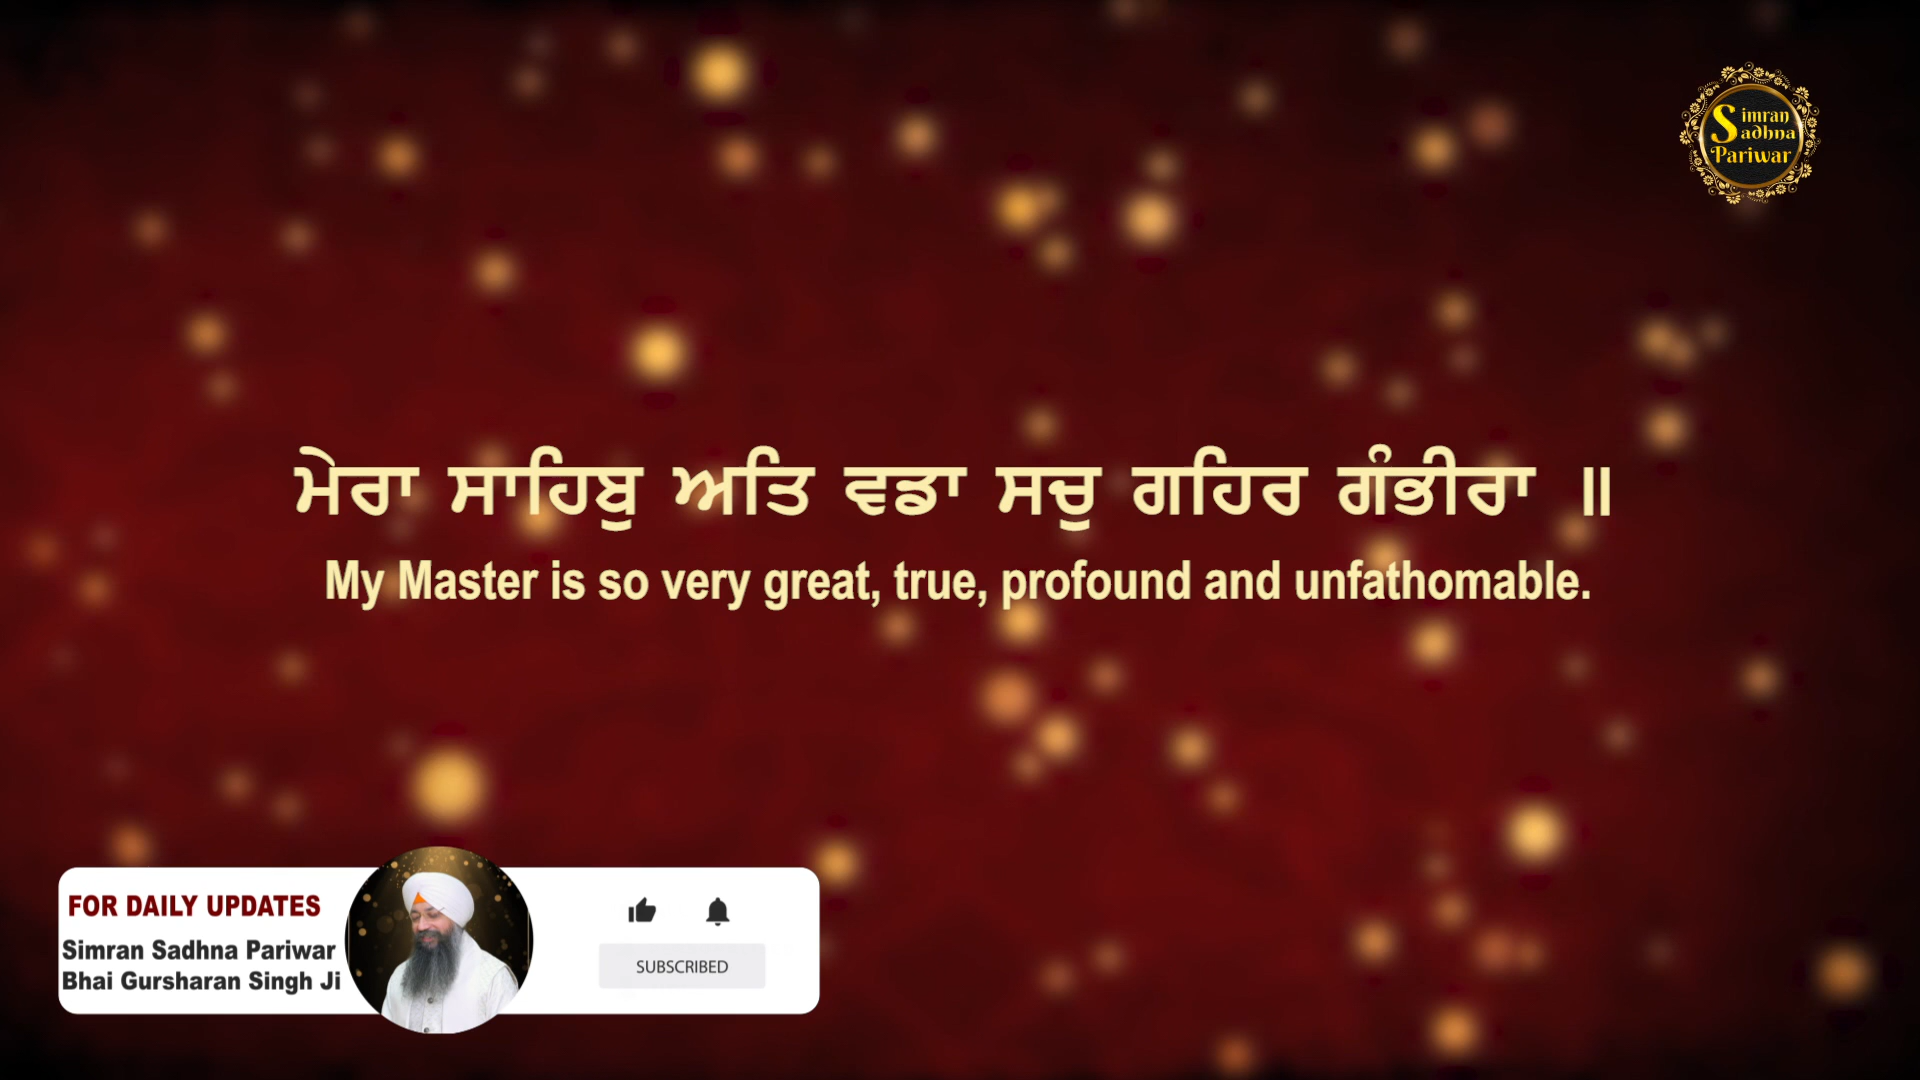 Simran
Sadhna
Pariwar
ਮੇਰਾ ਸਾਹਿਬੁ ਅਤਿ ਵਡਾ ਸਚੁ ਗਹਿਰ ਗੰਭੀਰਾ ॥
My Master is so very great, true, profound and unfathomable.
FOR DAILY UPDATES
Simran Sadhna Pariwar
Bhai Gursharan Singh Ji
SUBSCRIBED